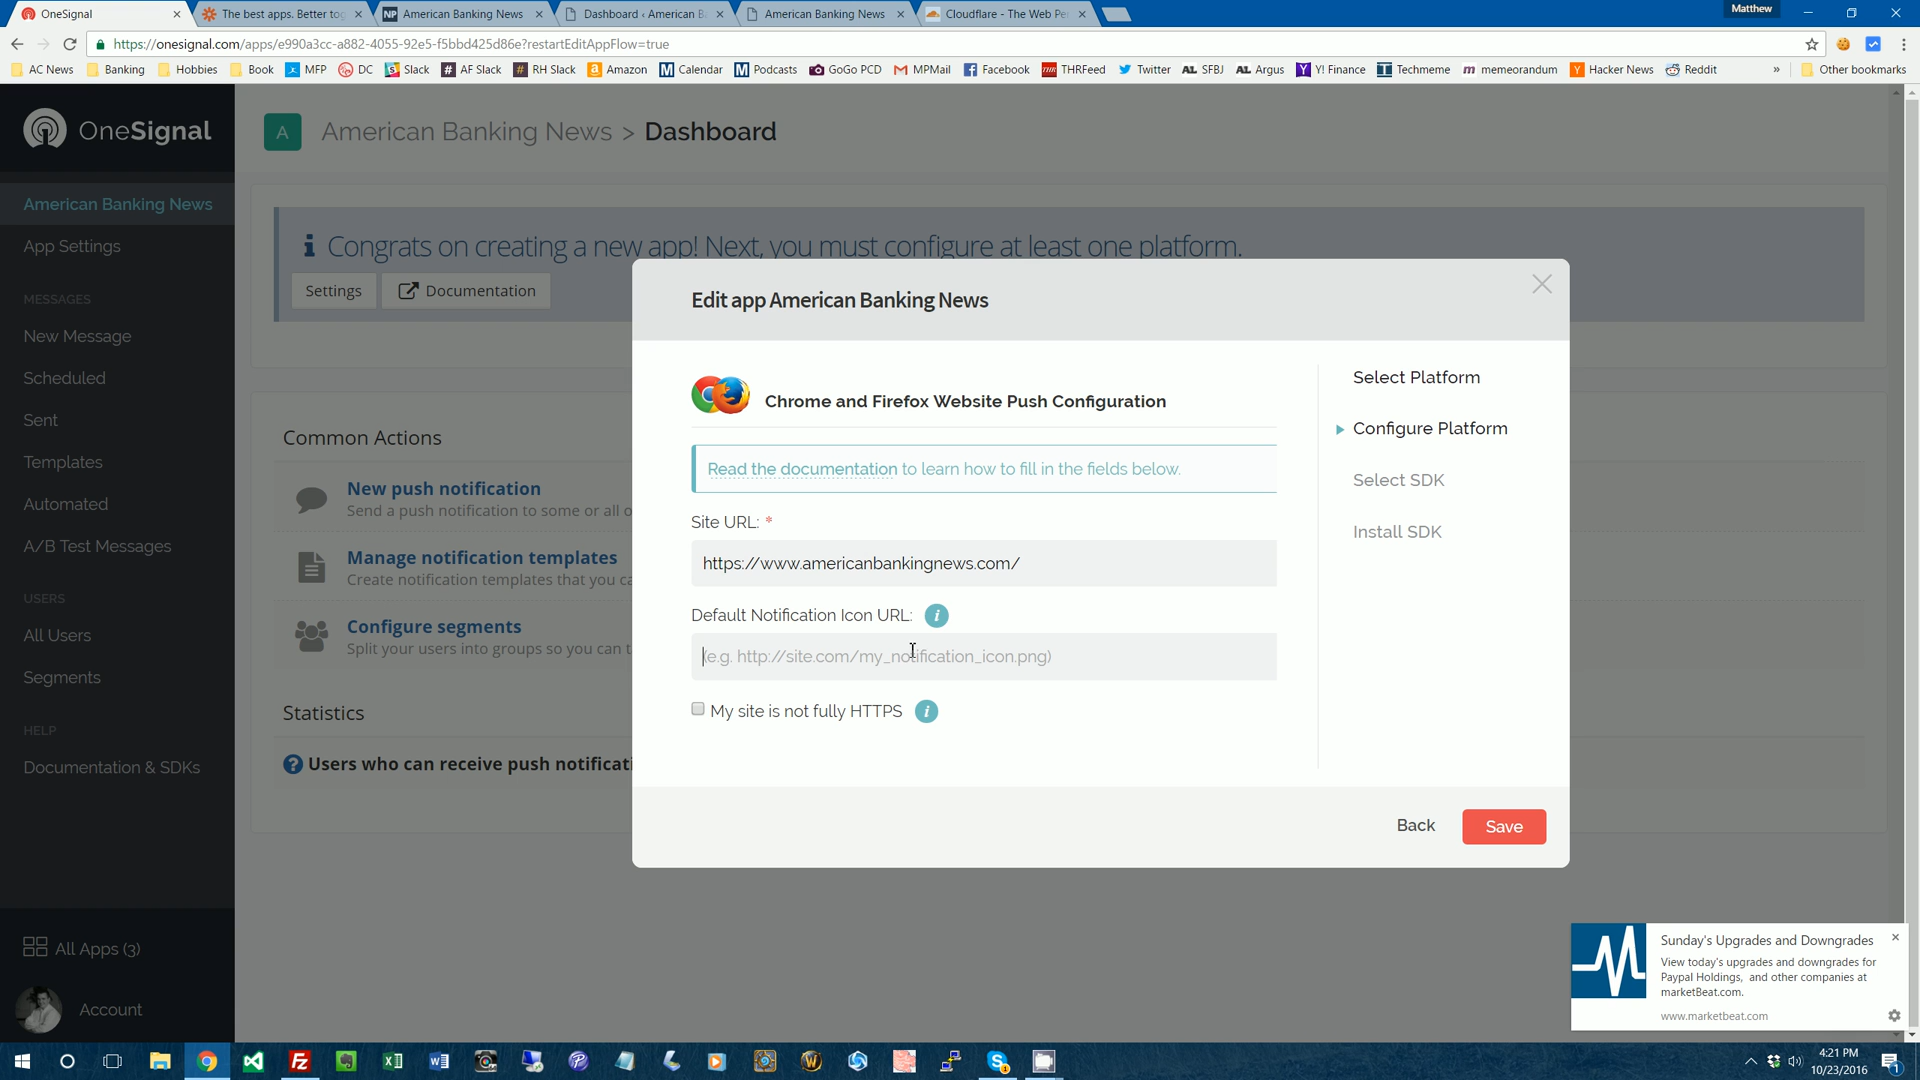 OneSignal
The best apps. Better tog
American Banking News
Dashboard ‹ American B
American Banking News
Cloudflare - The Web Pe
Matthew
https://onesignal.com/apps/e990a3cc-a882-4055-92e5-f5bbd425d86e?restartEditAppFlow=true
AC News Banking Hobbies Book MFP DC Slack AF Slack RH Slack Amazon Calendar Podcasts GoGo PCD MPMail Facebook THRFeed Twitter SFBJ Argus Y! Finance Techmeme memeorandum Hacker News Reddit » Other bookmarks
OneSignal
A American Banking News > Dashboard
American Banking News
App Settings
MESSAGES
New Message
Scheduled
Sent
Templates
Automated
A/B Test Messages
USERS
All Users
Segments
HELP
Documentation & SDKs
All Apps (3)
Account
Congrats on creating a new app! Next, you must configure at least one platform.
Settings
Documentation
Common Actions
New push notification
Send a push notification to some or all o
Manage notification templates
Create notification templates that you ca
Configure segments
Split your users into groups so you can t
Statistics
Users who can receive push notificati
Edit app American Banking News
Chrome and Firefox Website Push Configuration
Read the documentation to learn how to fill in the fields below.
Site URL: *
https://www.americanbankingnews.com/
Default Notification Icon URL:
(e.g. http://site.com/my_notification_icon.png)
My site is not fully HTTPS
Select Platform
Configure Platform
Select SDK
Install SDK
Back
Save
Sunday's Upgrades and Downgrades
View today's upgrades and downgrades for
Paypal Holdings, and other companies at
marketBeat.com.
www.marketbeat.com
4:21 PM
10/23/2016